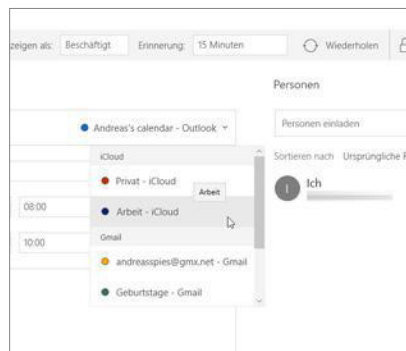 zeigen als: Beschäftigt Erinnerung: 15 Minuten Wiederholen
Personen
Andreas's calendar - Outlook
Personen einladen
iCloud
Sortieren nach Ursprüngliche
Privat - iCloud
Arbeit
I Ich
08:00
Arbeit - iCloud
Gmail
10:00
andreasspies@gmx.net - Gmail
Geburtstage - Gmail